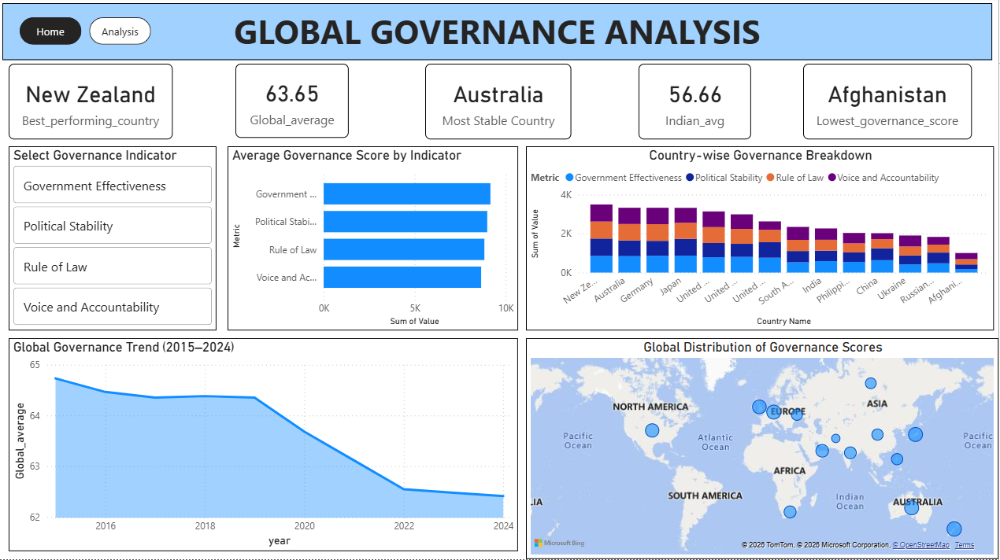 Home
Analysis
GLOBAL GOVERNANCE ANALYSIS
New Zealand
Best_performing_country
63.65
Global_average
Australia
Most Stable Country
56.66
Indian_avg
Afghanistan
Lowest_governance_score
Select Governance Indicator
Government Effectiveness
Political Stability
Rule of Law
Voice and Accountability
Average Governance Score by Indicator
Metric
Government ...
Political Stabi...
Rule of Law
Voice and Ac...
0K 5K 10K
Sum of Value
Country-wise Governance Breakdown
Metric Government Effectiveness Political Stability Rule of Law Voice and Accountability
Sum of Value
4K
2K
0K
New Ze... Australia Germany Japan United ... United ... United ... South A... India Philippi... China Ukraine Russian... Afghani...
Country Name
Global Governance Trend (2015–2024)
Global_average
65
64
63
62
2016 2018 2020 2022 2024
year
Global Distribution of Governance Scores
NORTH AMERICA
EUROPE
ASIA
Pacific
Ocean
Atlantic
Ocean
Pacific
Ocean
AFRICA
SOUTH AMERICA
Indian
Ocean
LIA
AUSTRALIA
Microsoft Bing
© 2026 TomTom, © 2026 Microsoft Corporation, © OpenStreetMap Terms